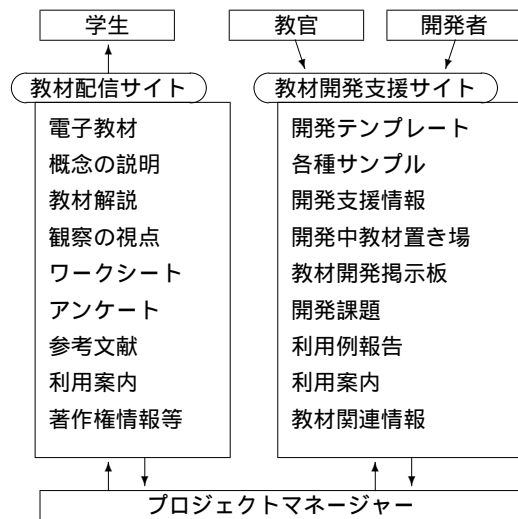 学生
教官
開発者
教材配信サイト
電子教材
概念の説明
教材解説
観察の視点
ワークシート
アンケート
参考文献
利用案内
著作権情報等
教材開発支援サイト
開発テンプレート
各種サンプル
開発支援情報
開発中教材置き場
教材開発掲示板
開発課題
利用例報告
利用案内
教材関連情報
プロジェクトマネージャー